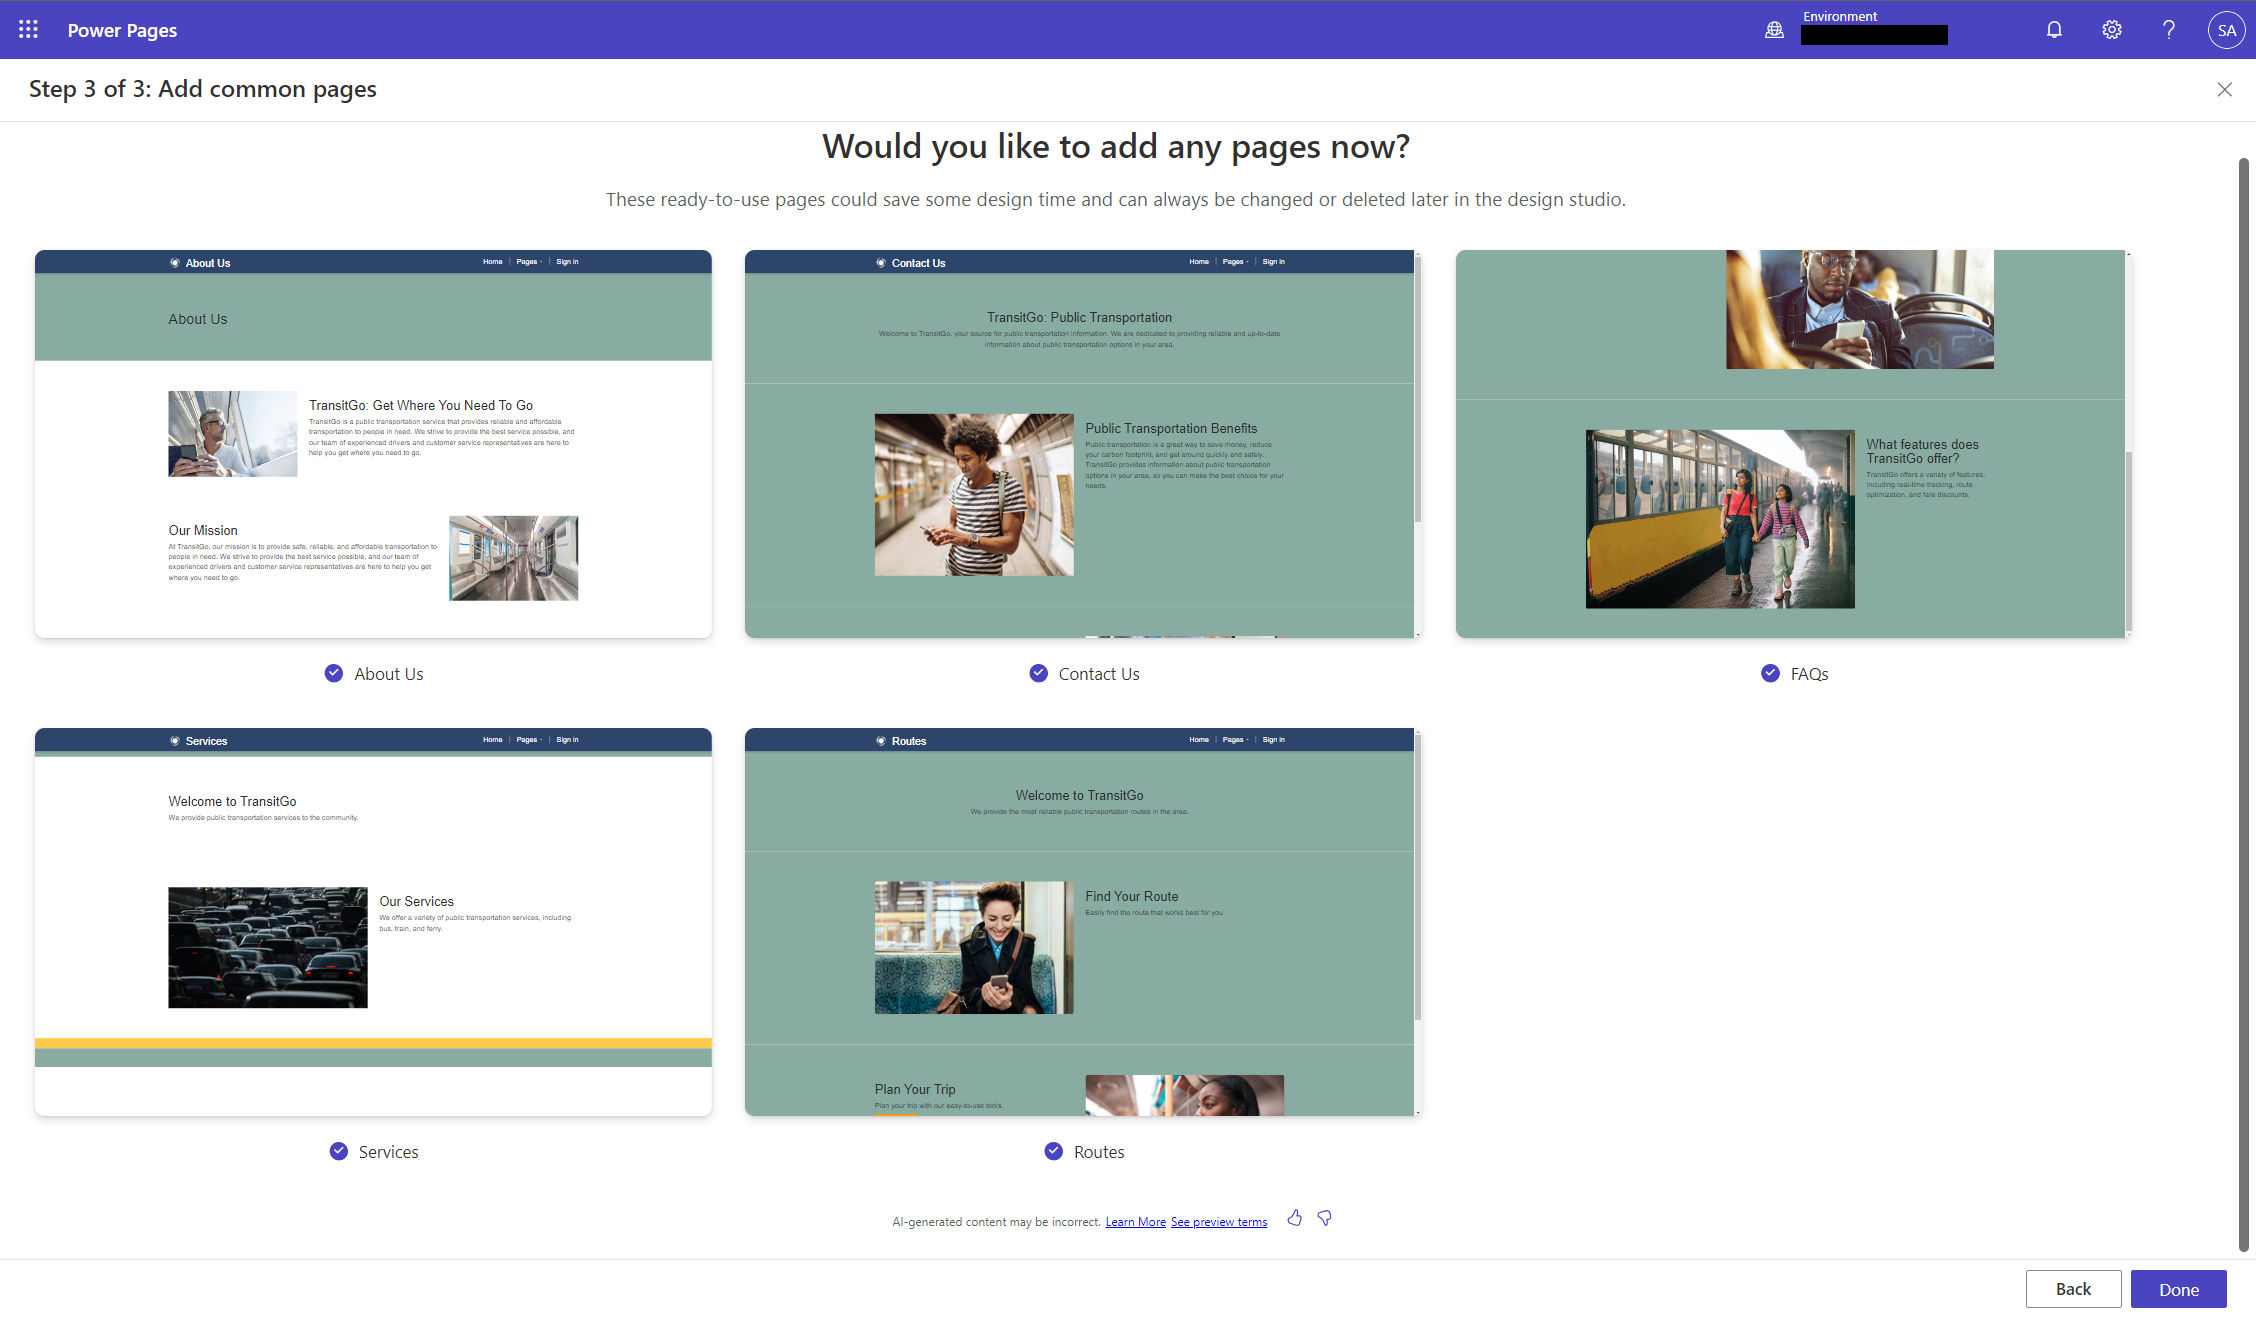 Power Pages
Environment
SA
Step 3 of 3: Add common pages
Would you like to add any pages now?
These ready-to-use pages could save some design time and can always be changed or deleted later in the design studio.
About Us
Home Pages Sign in
About Us
TransitGo: Get Where You Need To Go
TransitGo is a public transportation service that provides reliable and affordable
transportation to people in need. We strive to provide the best service possible, and
our team of experienced drivers and customer service representatives are here to
help you get where you need to go.
Our Mission
At TransitGo, our mission is to provide safe, reliable, and affordable transportation to
people in need. We strive to provide the best service possible, and our team of
experienced drivers and customer service representatives are here to help you get
where you need to go.
About Us
Contact Us
Home Pages Sign in
TransitGo: Public Transportation
Welcome to TransitGo, your source for public transportation information. We are dedicated to providing reliable and up-to-date
information about public transportation options in your area.
Public Transportation Benefits
Public transportation is a great way to save money, reduce
your carbon footprint, and get around quickly and safely.
TransitGo provides information about public transportation
options in your area, so you can make the best choice for your
needs.
Contact Us
What features does
TransitGo offer?
TransitGo offers a variety of features,
including real-time tracking, route
optimization, and fare discounts.
FAQs
Services
Home Pages Sign in
Welcome to TransitGo
We provide public transportation services to the community.
Our Services
We offer a variety of public transportation services, including
bus, train, and ferry.
Services
Routes
Home Pages Sign in
Welcome to TransitGo
We provide the most reliable public transportation routes in the area.
Find Your Route
Easily find the route that works best for you.
Plan Your Trip
Plan your trip with our easy-to-use tools.
Routes
AI-generated content may be incorrect. Learn More See preview terms
Back
Done